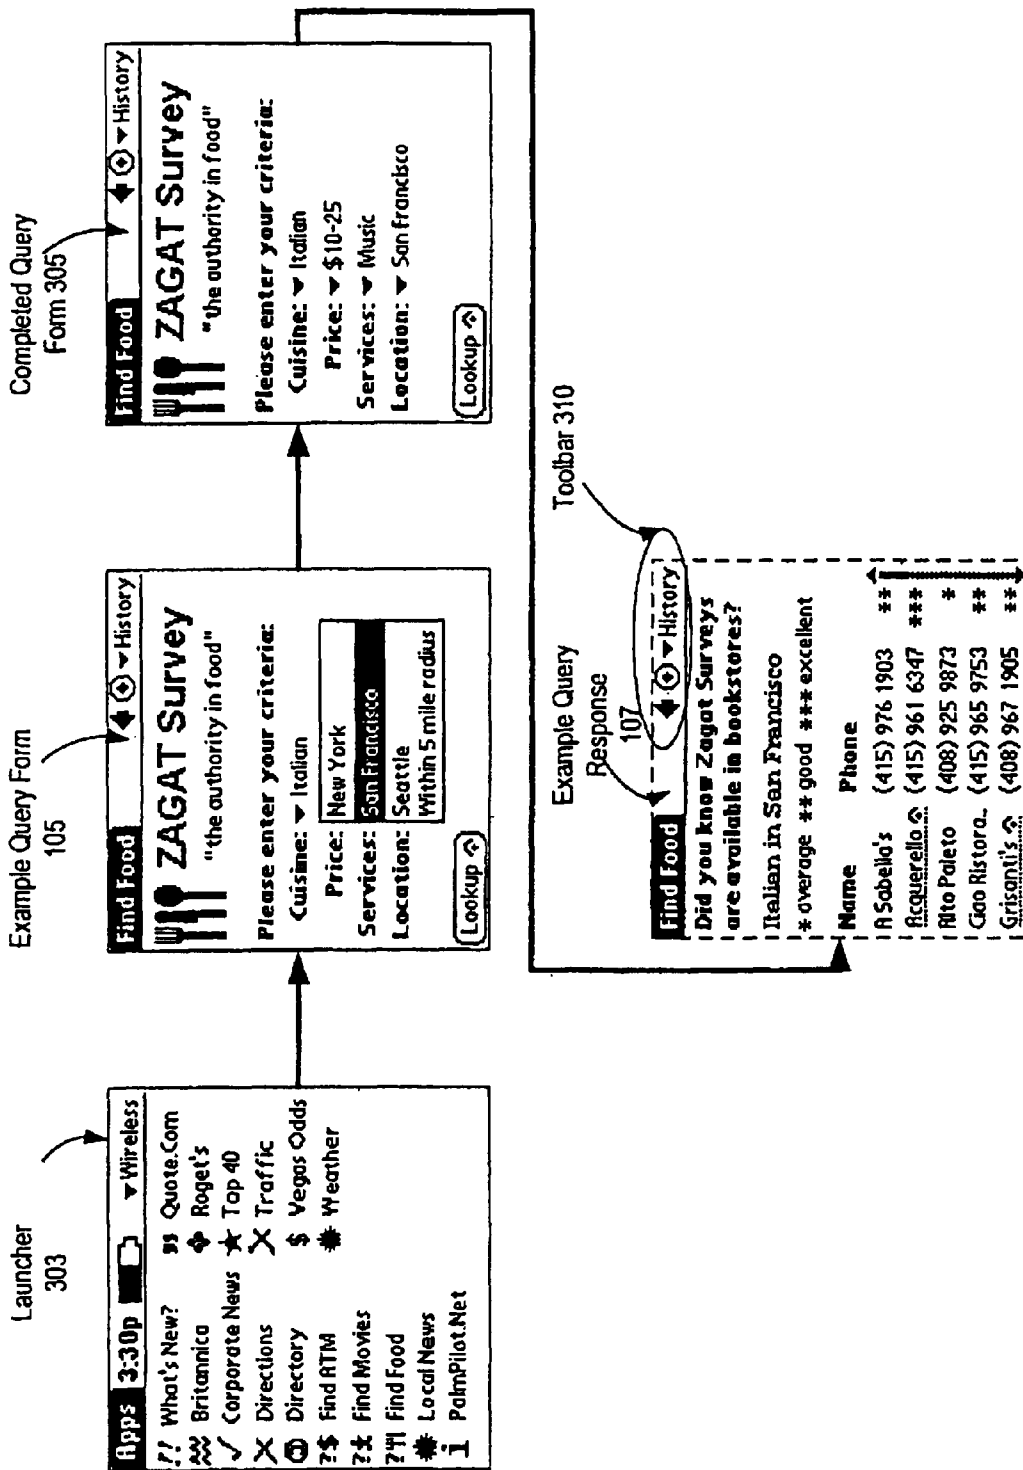 Launcher
303
Apps 3:30p Wireless
?? What's New?
Britannica
Corporate News
Directions
Directory
?$ Find ATM
Find Movies
Find Food
Local News
i PalmPilot.Net
Quote.Com
Roget's
Top 40
Traffic
$ Vegas Odds
Weather
Example Query Form
105
Find Food History
ZAGAT Survey
"the authority in food"
Please enter your criteria:
Cuisine: Italian
Price:
Services:
Location:
New York
San Francisco
Seattle
Within 5 mile radius
Lookup
Completed Query
Form 305
Find Food History
ZAGAT Survey
"the authority in food"
Please enter your criteria:
Cuisine: Italian
Price: $10-25
Services: Music
Location: San Francisco
Lookup
Example Query
Response
107
Toolbar 310
Find Food History
Did you know Zagat Surveys
are available in bookstores?
Italian in San Francisco
* average ** good *** excellent
Name Phone
A Sabella's (415) 976 1903 **
Acquerello (415) 961 6347 ***
Alto Paleto (408) 925 9873 *
Ciao Ristora.. (415) 965 9753 **
Grisanti's (408) 967 1905 **